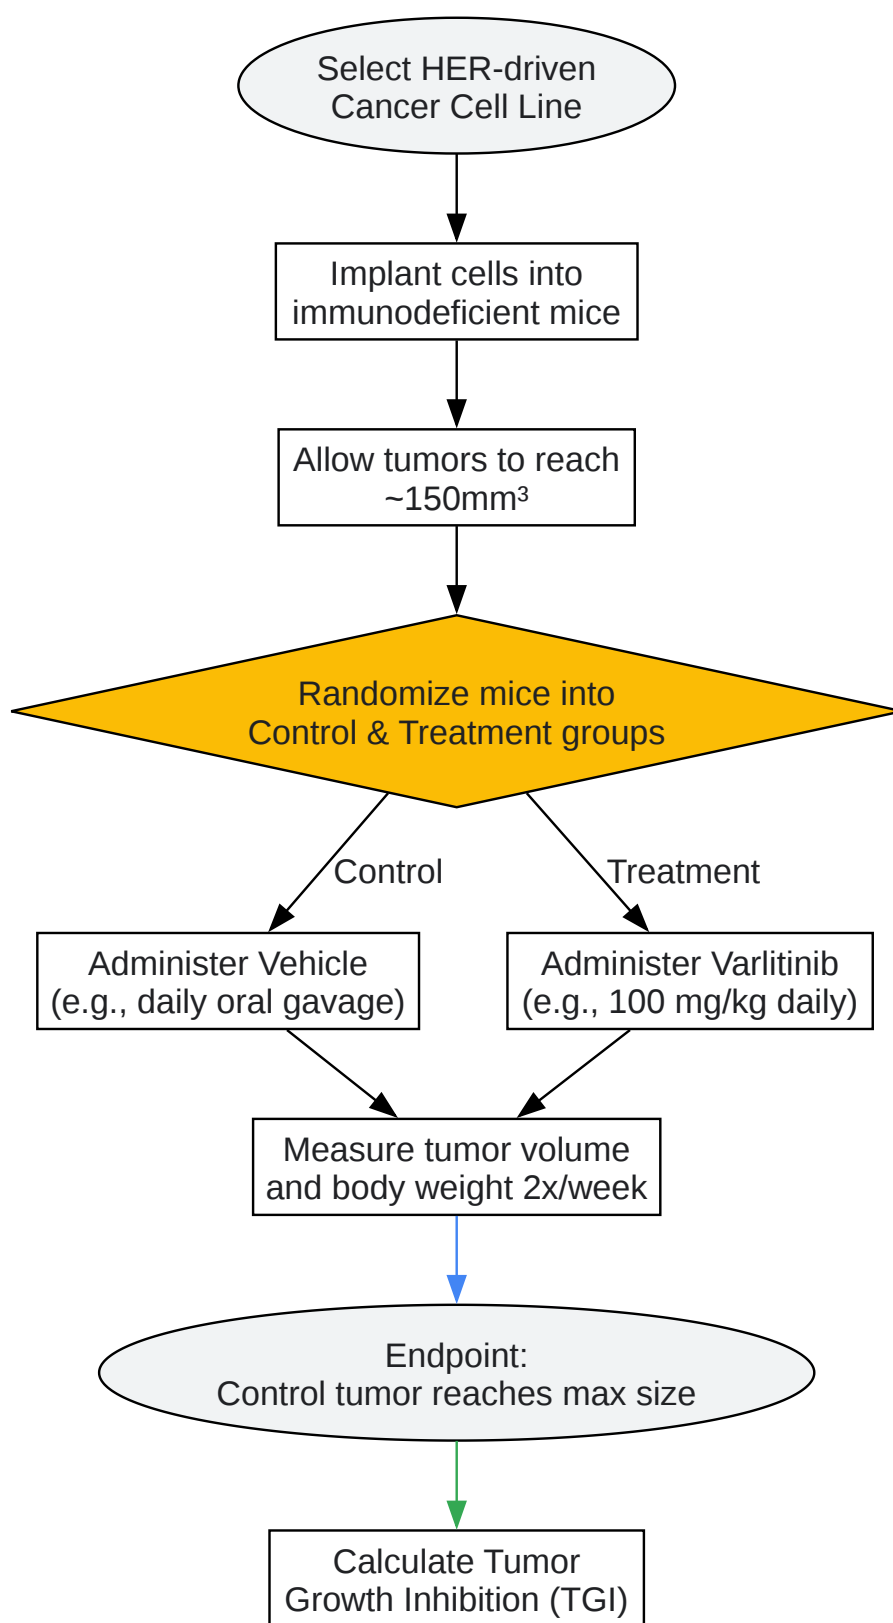 Select HER-driven
Cancer Cell Line
Implant cells into
immunodeficient mice
Allow tumors to reach
~150mm³
Randomize mice into
Control & Treatment groups
Control
Treatment
Administer Vehicle
(e.g., daily oral gavage)
Administer Varlitinib
(e.g., 100 mg/kg daily)
Measure tumor volume
and body weight 2x/week
Endpoint:
Control tumor reaches max size
Calculate Tumor
Growth Inhibition (TGI)